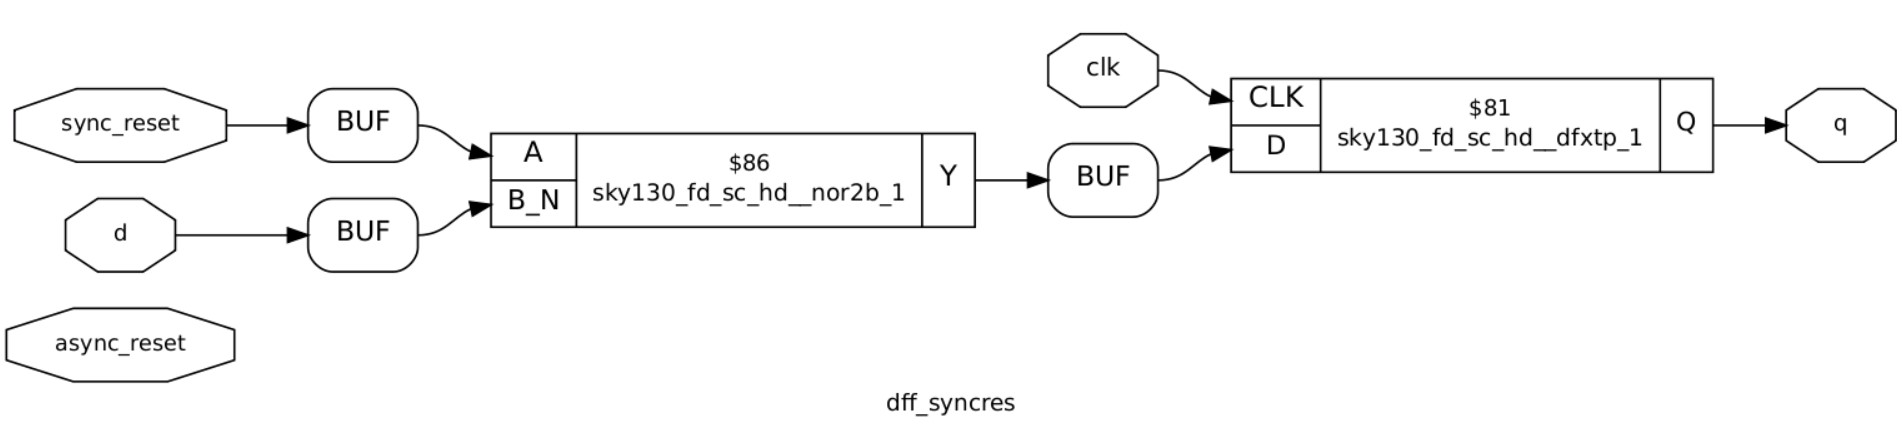 sync_reset
BUF
d
BUF
async_reset
A
B_N
$86
sky130_fd_sc_hd__nor2b_1
Y
clk
BUF
CLK
D
$81
sky130_fd_sc_hd__dfxtp_1
Q
q
dff_syncres